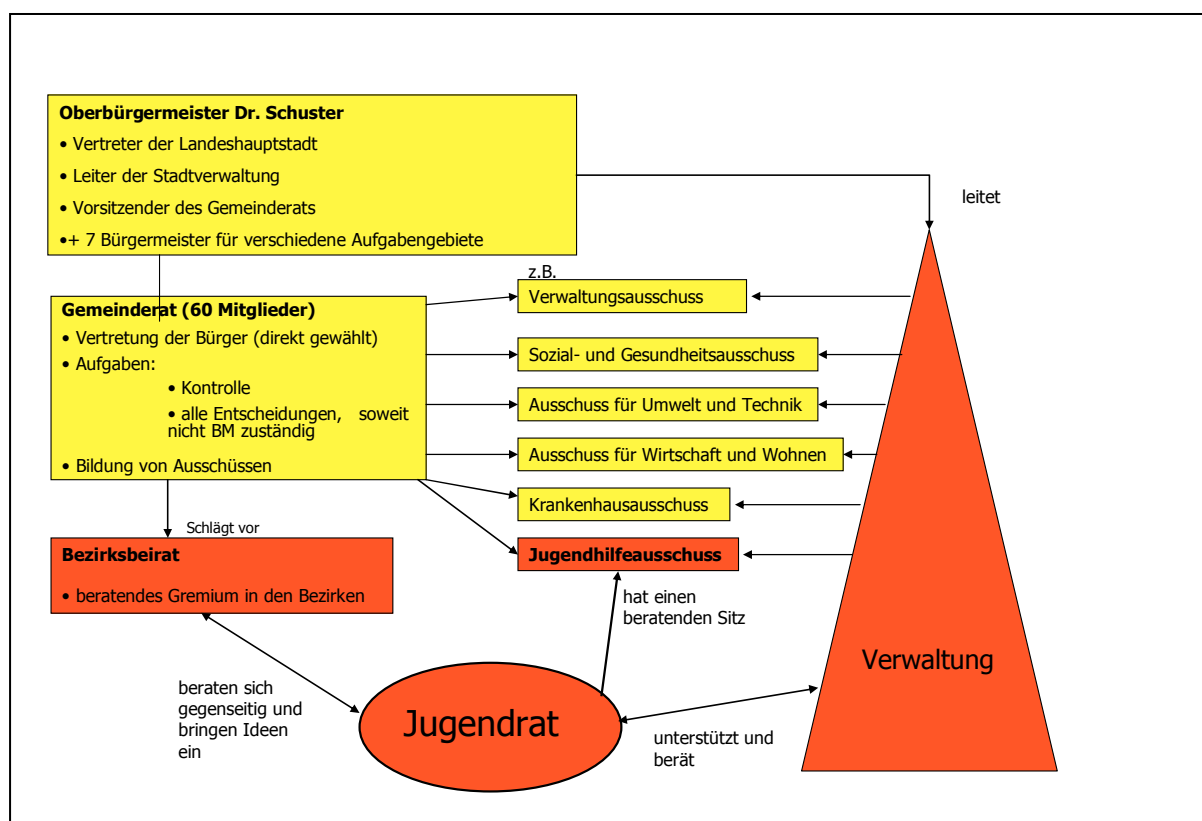 Oberbürgermeister Dr. Schuster
• Vertreter der Landeshauptstadt
• Leiter der Stadtverwaltung
• Vorsitzender des Gemeinderats
•+ 7 Bürgermeister für verschiedene Aufgabengebiete
leitet
Gemeinderat (60 Mitglieder)
• Vertretung der Bürger (direkt gewählt)
• Aufgaben:
• Kontrolle
• alle Entscheidungen, soweit
nicht BM zuständig
• Bildung von Ausschüssen
z.B.
Verwaltungsausschuss
Sozial- und Gesundheitsausschuss
Ausschuss für Umwelt und Technik
Ausschuss für Wirtschaft und Wohnen
Krankenhausausschuss
Jugendhilfeausschuss
Schlägt vor
Bezirksbeirat
• beratendes Gremium in den Bezirken
hat einen
beratenden Sitz
Verwaltung
beraten sich
gegenseitig und
bringen Ideen
ein
Jugendrat
unterstützt und
berät